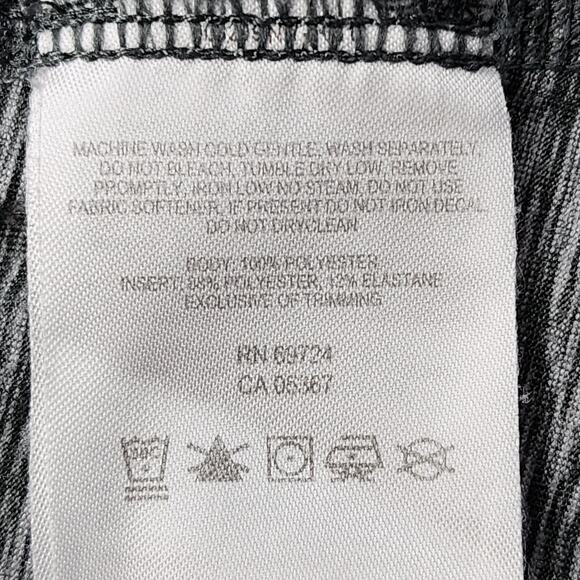 MACHINE WASH COLD GENTLE, WASH SEPARATELY,
DO NOT BLEACH, TUMBLE DRY LOW, REMOVE
PROMPTLY, IRON LOW NO STEAM, DO NOT USE
FABRIC SOFTENER, IF PRESENT DO NOT IRON DECAL,
DO NOT DRYCLEAN
BODY: 100% POLYESTER
INSERT: 88% POLYESTER, 12% ELASTANE
EXCLUSIVE OF TRIMMING
RN 69724
CA 05367
30C